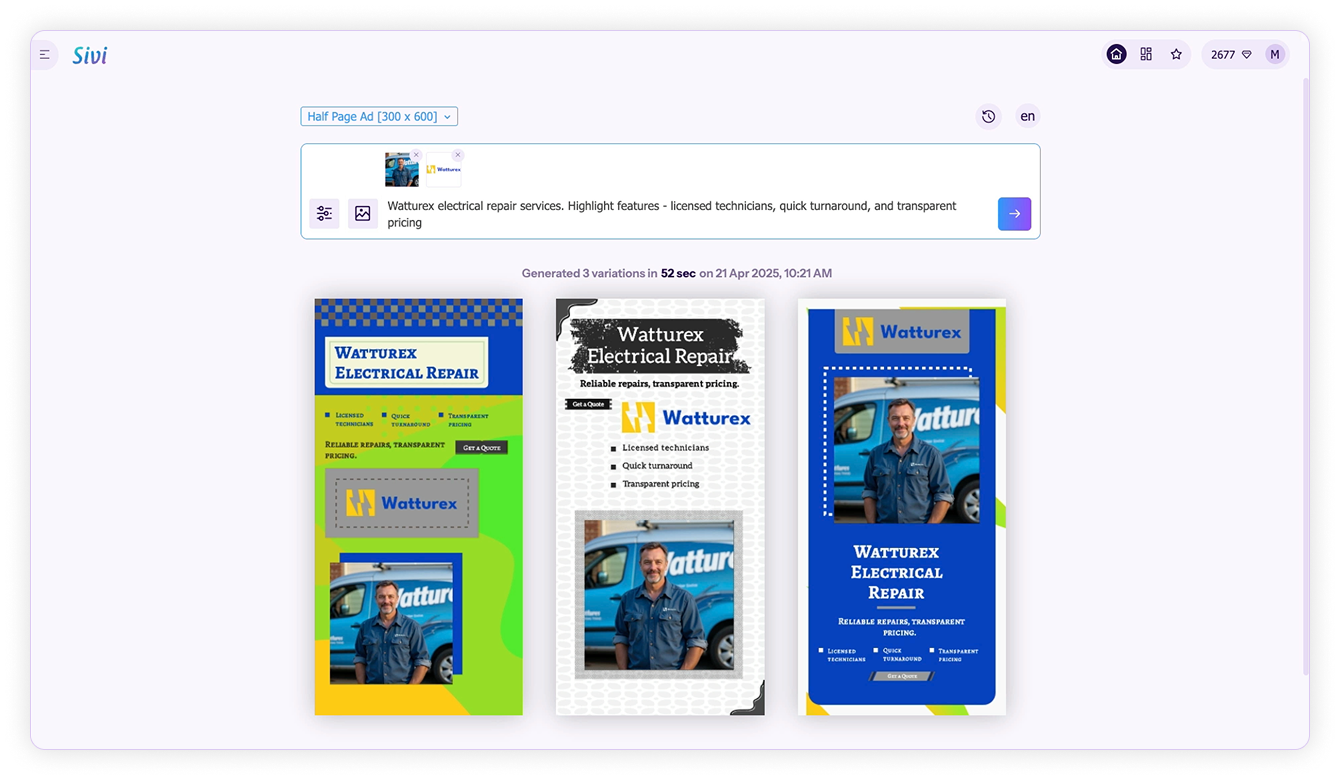 Sivi
2677
M
Half Page Ad [300 x 600]
en
Watturex
Watturex electrical repair services. Highlight features - licensed technicians, quick turnaround, and transparent
pricing
Generated 3 variations in 52 sec on 21 Apr 2025, 10:21 AM
Watturex
Electrical Repair
Licensed
technicians
Quick
turnaround
Transparent
pricing
Reliable repairs, transparent
pricing.
Get a Quote
Watturex
Wattur
Watturex
Electrical Repair
Reliable repairs, transparent pricing.
Get a Quote
Watturex
Licensed technicians
Quick turnaround
Transparent pricing
Watture
Watturex
Watture
Watturex
Electrical
Repair
Reliable repairs, transparent
pricing.
Licensed
technicians
Quick
turnaround
Transparent
pricing
Get a Quote